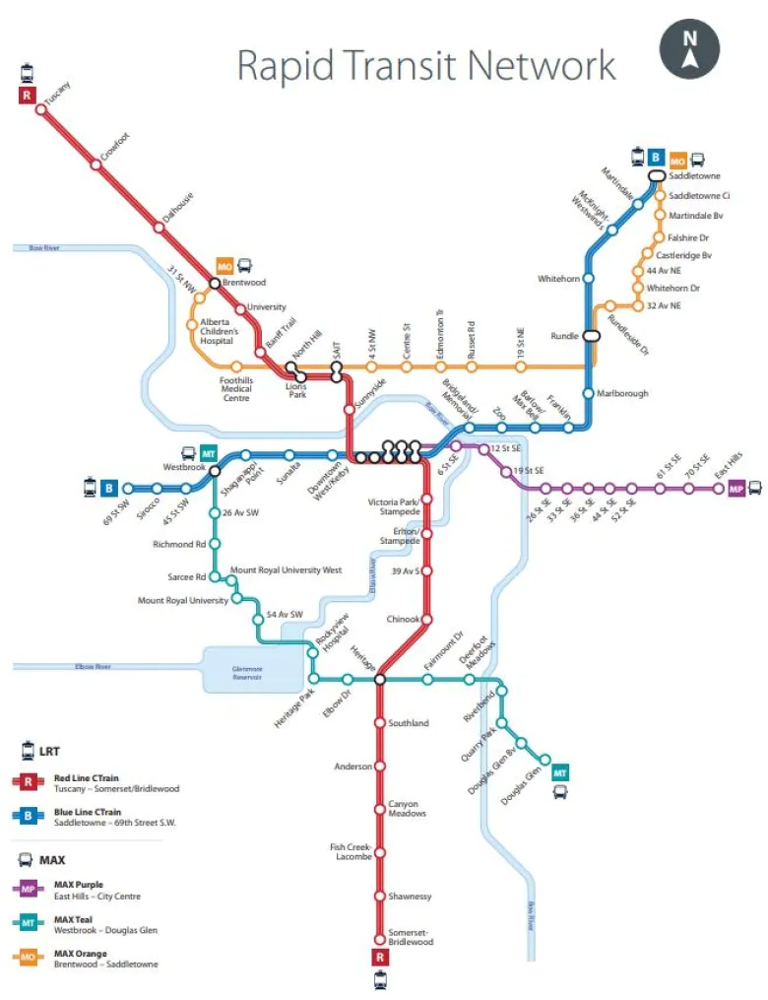 Rapid Transit Network
N
R
Tuscany
Crowfoot
Dalhousie
Bow River
MO
Brentwood
31 St NW
University
Alberta
Children's
Hospital
Banff Trail
North Hill
SAIT
4 St NW
Centre St
Edmonton Tr
Russet Rd
19 St NE
Foothills
Medical
Centre
Lions
Park
Sunnyside
B
MO
Saddletowne
Martindale
Saddletowne Ci
McKnight-
Westwinds
Martindale Bv
Falshire Dr
Castleridge Bv
44 Av NE
Whitehorn
Whitehorn Dr
32 Av NE
Rundleside Dr
Rundle
Marlborough
Bow River
Bridgeland/
Memorial
Zoo
Barlow/
Max Bell
Franklin
MT
Westbrook
B
69 St SW
Sirocco
45 St SW
Shaganappi
Point
Sunalta
Downtown
West/Kerby
6 St SE
12 St SE
19 St SE
26 St SE
33 St SE
36 St SE
44 St SE
52 St SE
61 St SE
70 St SE
East Hills
MP
26 Av SW
Richmond Rd
Sarcee Rd
Mount Royal University West
Mount Royal University
54 Av SW
Victoria Park/
Stampede
Erlton/
Stampede
39 Av S
Elbow River
Chinook
Rockyview
Hospital
Heritage
Fairmount Dr
Deerfoot
Meadows
Elbow River
Glenmore
Reservoir
Heritage Park
Elbow Dr
Riverbend
Quarry Park
Douglas Glen Bv
Douglas Glen
MT
Southland
Anderson
Canyon
Meadows
Fish Creek-
Lacombe
Shawnessy
Somerset-
Bridlewood
R
Bow River
LRT
R
Red Line CTrain
Tuscany – Somerset/Bridlewood
B
Blue Line CTrain
Saddletowne – 69th Street S.W.
MAX
MP
MAX Purple
East Hills – City Centre
MT
MAX Teal
Westbrook – Douglas Glen
MO
MAX Orange
Brentwood – Saddletowne